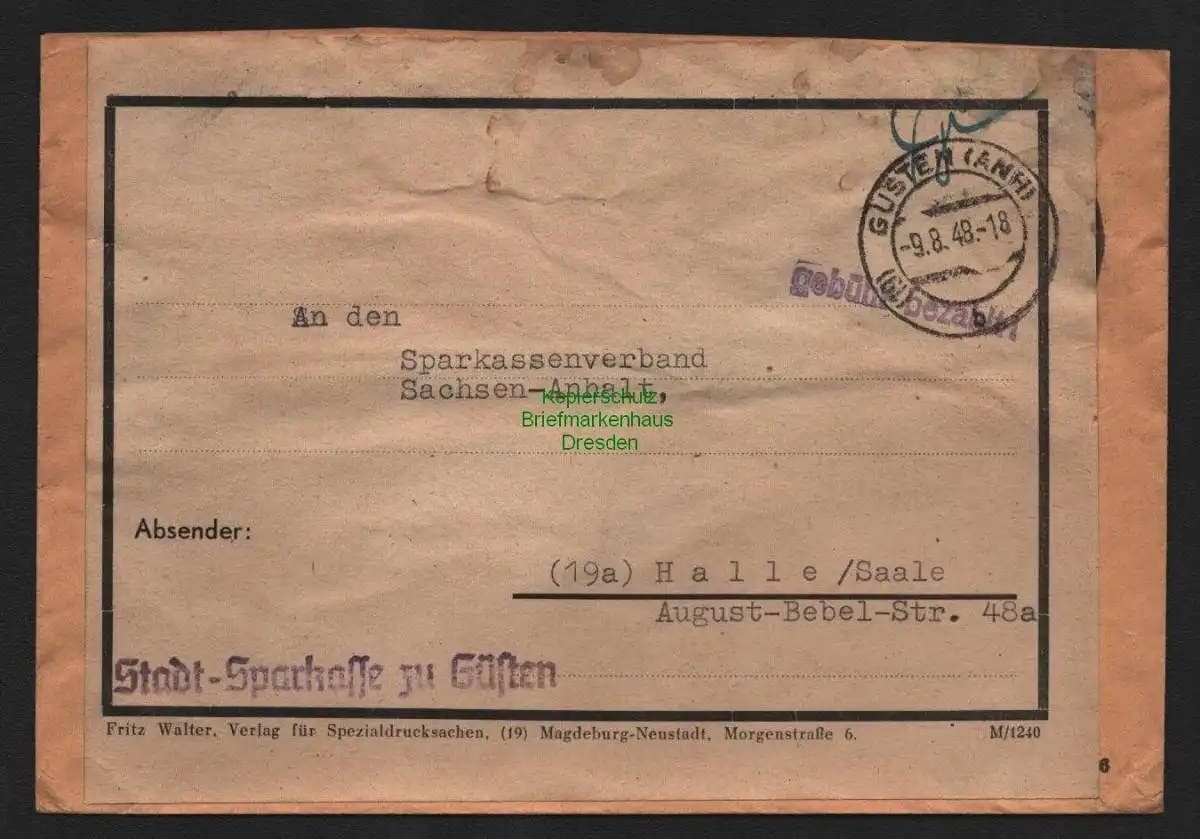 GÜSTEN (ANH)
-9.8.48.-18
gebühr bezahlt!
An den
Sparkassenverband
Sachsen-Anhalt,
Kopierschutz
Briefmarkenhaus
Dresden
Absender:
(19a) H a l l e /Saale
August-Bebel-Str. 48a
Stadt-Sparkasse zu Güsten
Fritz Walter, Verlag für Spezialdrucksachen, (19) Magdeburg-Neustadt, Morgenstraße 6.
M/1240
6